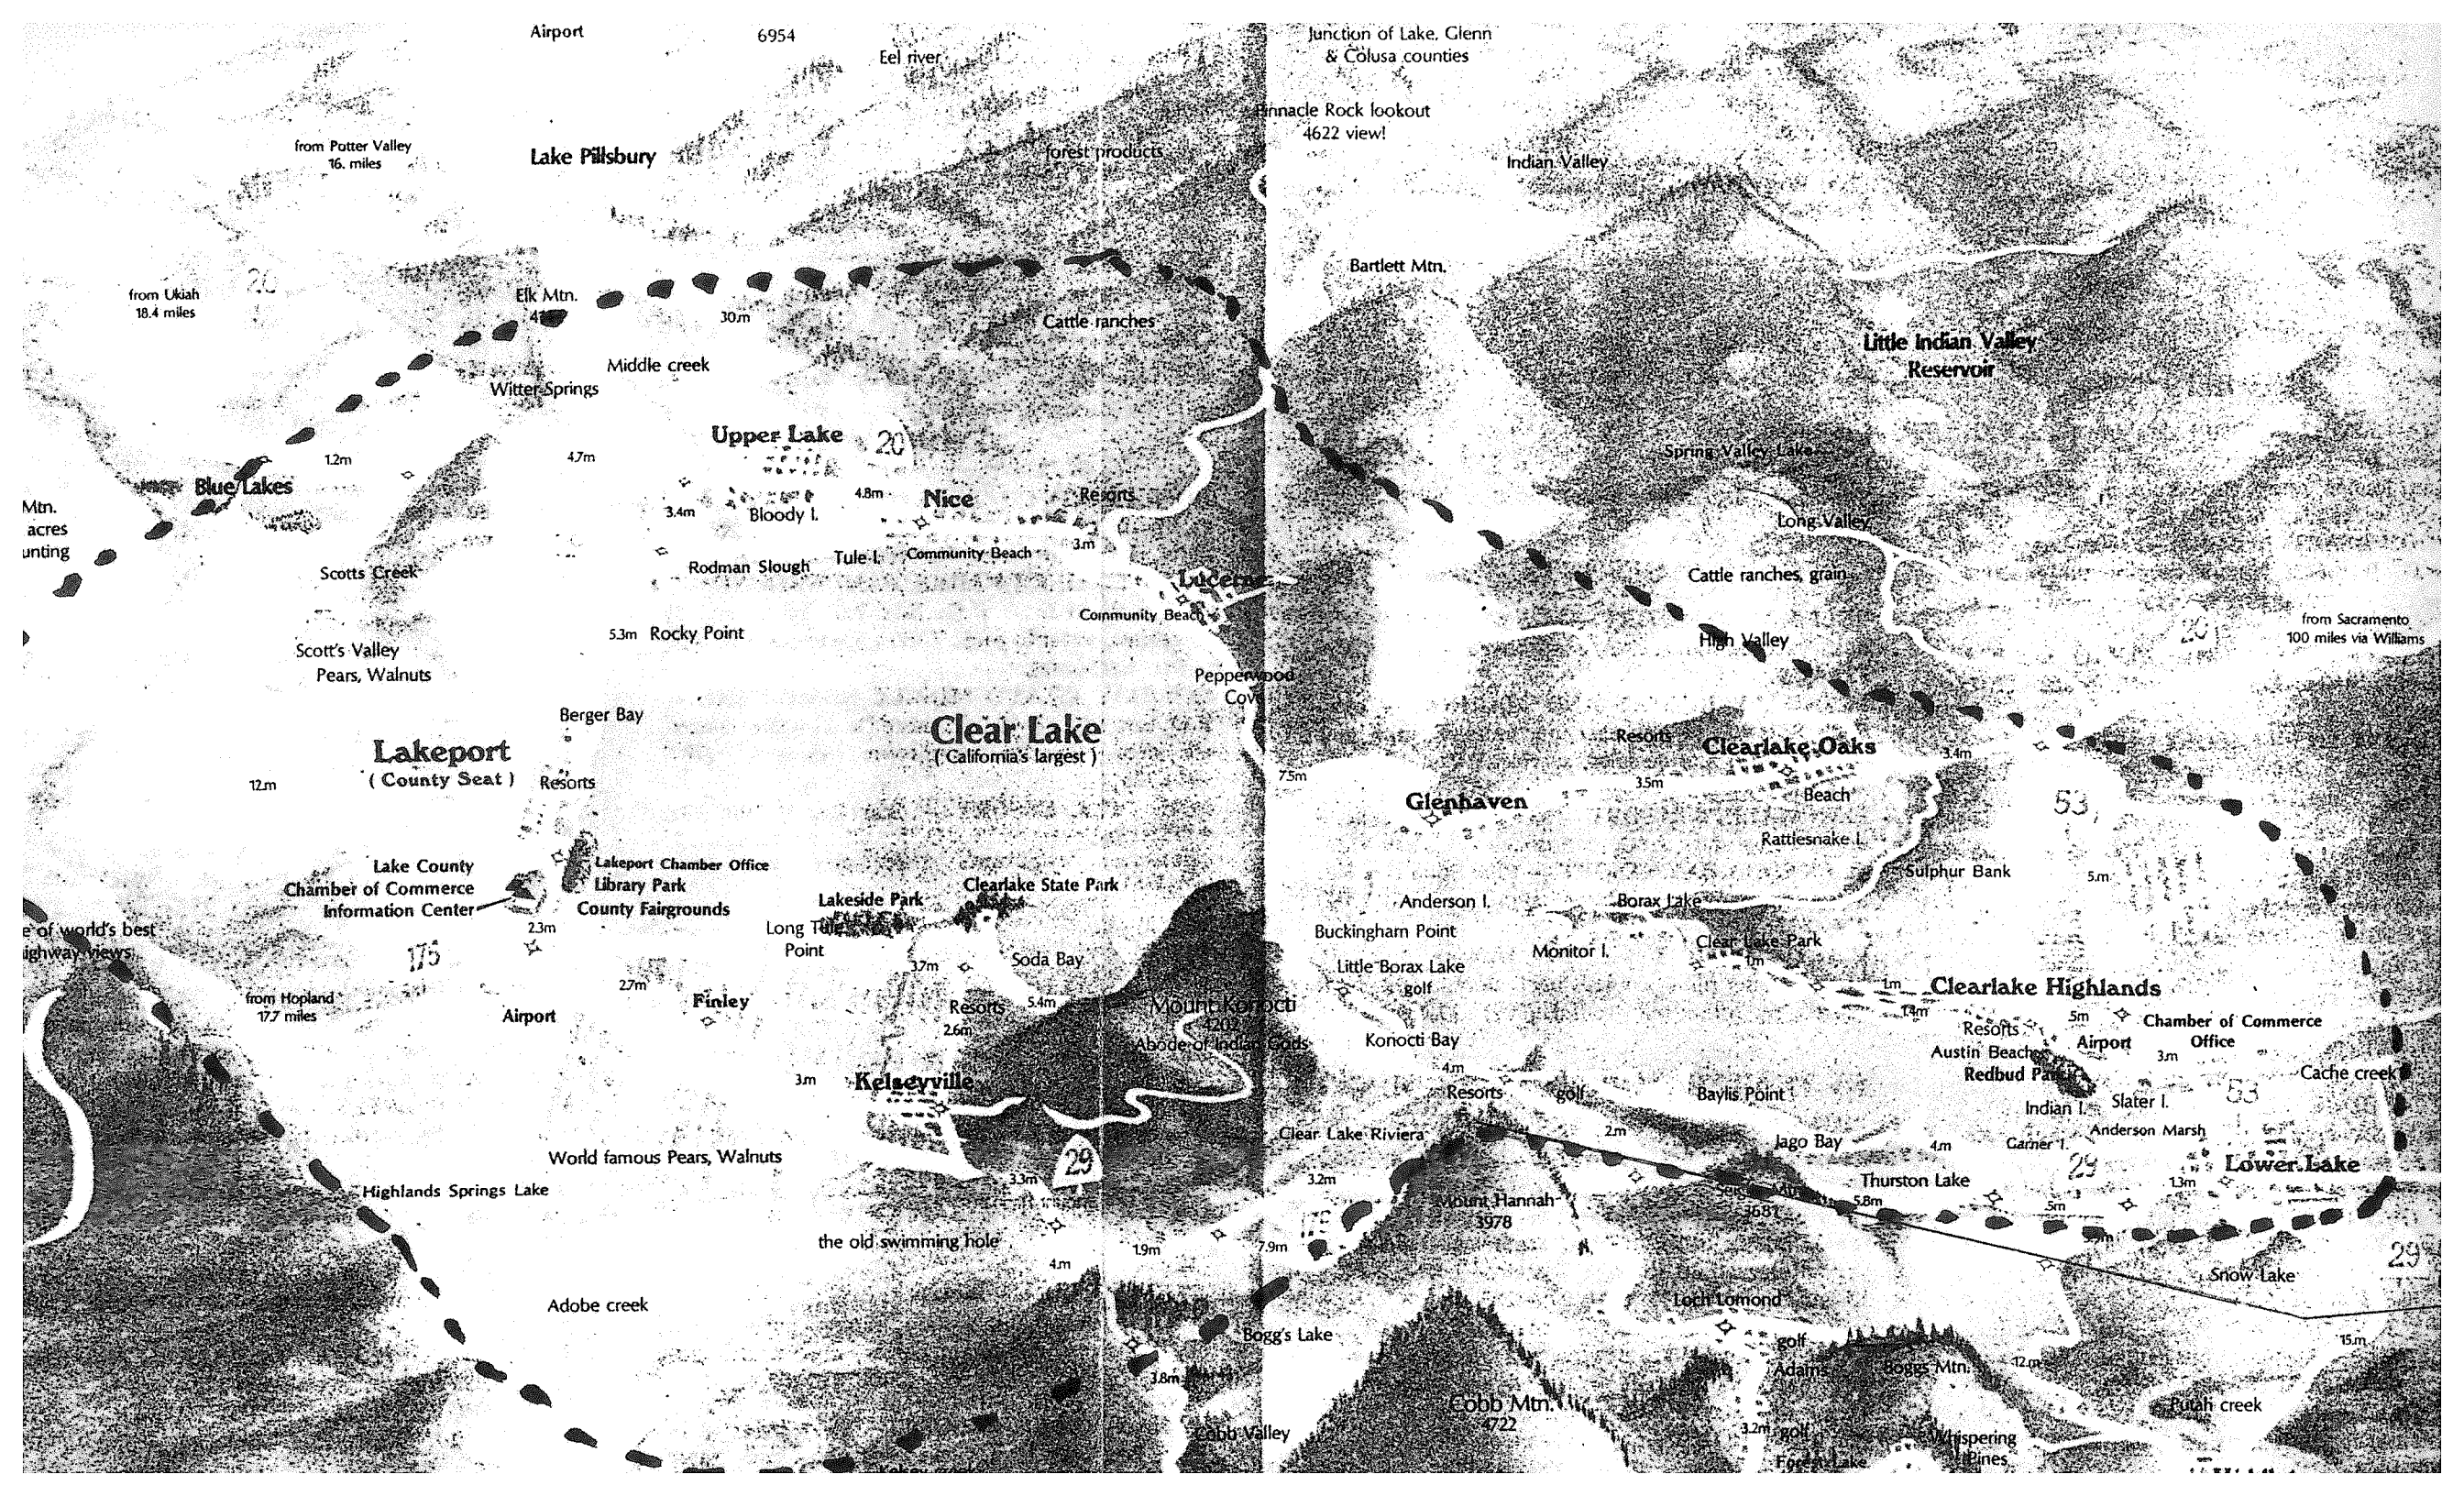 Airport
6954
Eel river
Junction of Lake, Glenn
& Colusa counties
Pinnacle Rock lookout
4622 view!
from Potter Valley
16. miles
Lake Pillsbury
forest products
Indian Valley
Bartlett Mtn.
from Ukiah
18.4 miles
20
Elk Mtn.
30.m
Cattle ranches
Little Indian Valley
Reservoir
Middle creek
Witter Springs
Upper Lake
20
Spring Valley Lake
1.2m
4.7m
Blue Lakes
4.8m
Nice
Resorts
Mtn.
acres
unting
3.4m
Bloody I.
Long Valley
3.m
Rodman Slough
Tule I.
Community Beach
Scotts Creek
Lucerne
Cattle ranches, grain
Community Beach
5.3m
Rocky Point
High Valley
20
from Sacramento
100 miles via Williams
Scott's Valley
Pears, Walnuts
Pepperwood
Cove
Berger Bay
Clear Lake
( California's largest )
Lakeport
( County Seat )
Resorts
12.m
Resorts
Clearlake Oaks
3.4m
7.5m
3.5m
Beach
Glenhaven
53
Rattlesnake I.
Lake County
Chamber of Commerce
Information Center
Lakeport Chamber Office
Library Park
County Fairgrounds
Sulphur Bank
5.m
Lakeside Park
Clearlake State Park
Anderson I.
Borax Lake
e of world's best
ighway views
2.3m
Long Tule
Point
Buckingham Point
Monitor I.
Clear Lake Park
1m
175
3.7m
Soda Bay
Little Borax Lake
golf
from Hopland
17.7 miles
2.7m
Finley
Airport
Resorts
5.4m
2.6m
Mount Konocti
4202
Abode of Indian Gods
Konocti Bay
1m
Clearlake Highlands
1.4m
Resorts
.5m
Chamber of Commerce
Office
Airport
Austin Beach
Redbud Park
3.m
Cache creek
3.m
Kelseyville
4.m
Resorts
golf
Baylis Point
Indian I.
Slater I.
53
Clear Lake Riviera
2.m
Jago Bay
4.m
Garner I.
Anderson Marsh
World famous Pears, Walnuts
29
3.3m
3.2m
29
Lower Lake
Highlands Springs Lake
Mount Hannah
3978
Thurston Lake
5.8m
1.3m
.5m
the old swimming hole
1.9m
7.9m
4.m
29
Snow Lake
Adobe creek
Loch Lomond
Bogg's Lake
golf
Adams
Boggs Mtn.
12.m
15.m
3.8m
Cobb Mtn.
4722
Putah creek
Cobb Valley
3.2m
golf
Whispering
Pines
Forest Lake